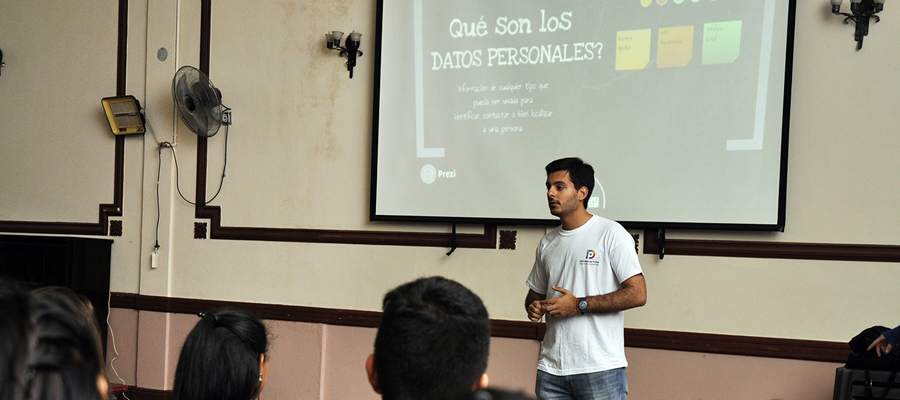 Qué son los
DATOS PERSONALES?
Información de cualquier tipo que
pueda ser usada para
identificar, contactar o bien localizar
a una persona
Prezi